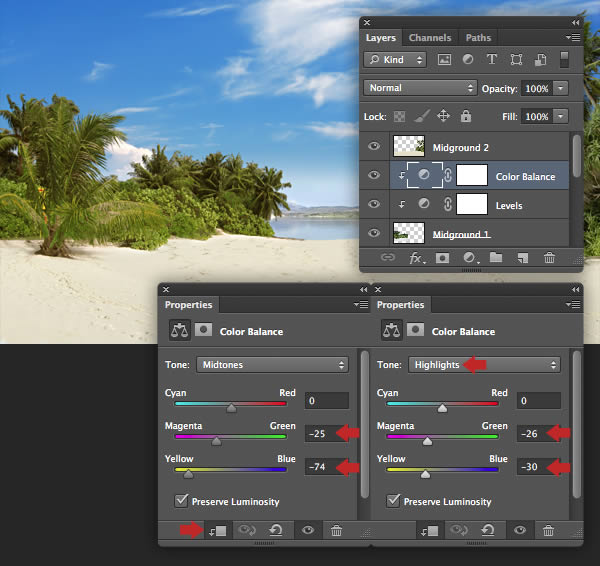 Layers Channels Paths
Kind
Normal Opacity: 100%
Lock: Fill: 100%
Midground 2
Color Balance
Levels
Midground 1
fx
Properties
Color Balance
Tone: Midtones
Cyan Red 0
Magenta Green -25
Yellow Blue -74
Preserve Luminosity
Properties
Color Balance
Tone: Highlights
Cyan Red 0
Magenta Green -26
Yellow Blue -30
Preserve Luminosity